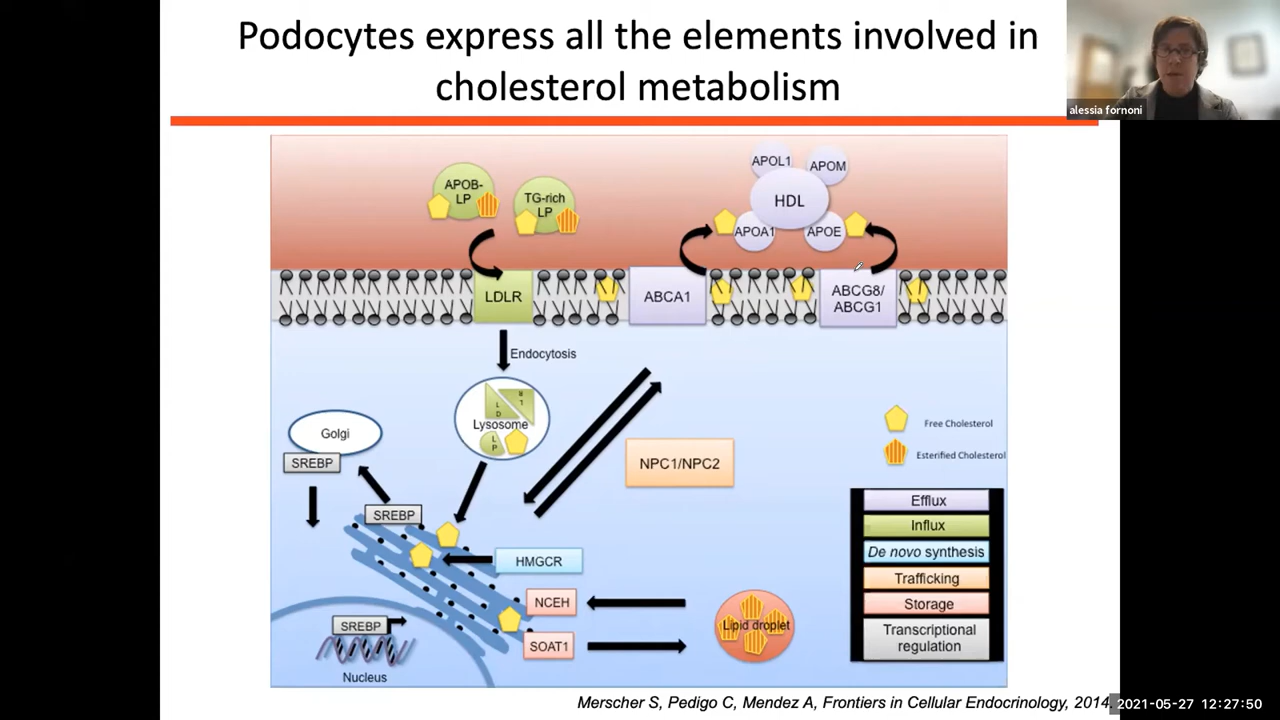 Podocytes express all the elements involved in
cholesterol metabolism
alessia fornoni
APOB-
LP
TG-rich
LP
APOL1
APOM
HDL
APOA1
APOE
LDLR
ABCA1
ABCG8/
ABCG1
Endocytosis
L
D
R
L
Lysosome
L
P
Golgi
SREBP
SREBP
NPC1/NPC2
Free Cholesterol
Esterified Cholesterol
HMGCR
NCEH
SOAT1
Lipid droplet
SREBP
Nucleus
Efflux
Influx
De novo synthesis
Trafficking
Storage
Transcriptional
regulation
Merscher S, Pedigo C, Mendez A, Frontiers in Cellular Endocrinology, 2014.
2021-05-27 12:27:50